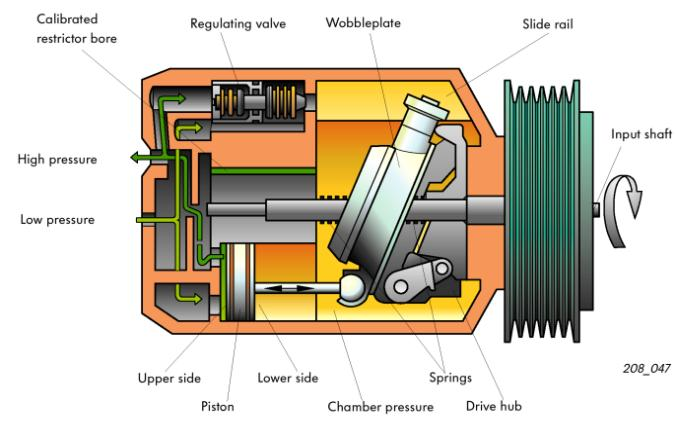 Calibrated
restrictor bore
Regulating valve
Wobbleplate
Slide rail
Input shaft
High pressure
Low pressure
Upper side
Lower side
Springs
Piston
Chamber pressure
Drive hub
208_047